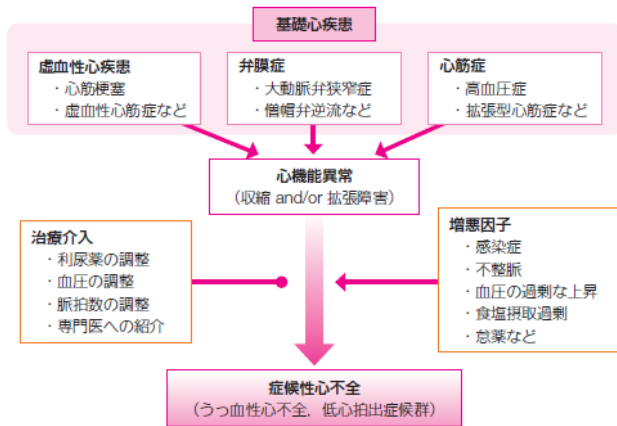 基礎心疾患
虚血性心疾患
・心筋梗塞
・虚血性心筋症など
弁膜症
・大動脈弁狭窄症
・僧帽弁逆流など
心筋症
・高血圧症
・拡張型心筋症など
心機能異常
（収縮 and/or 拡張障害）
治療介入
・利尿薬の調整
・血圧の調整
・脈拍数の調整
・専門医への紹介
増悪因子
・感染症
・不整脈
・血圧の過剰な上昇
・食塩摂取過剰
・怠薬など
症候性心不全
（うっ血性心不全，低心拍出症候群）